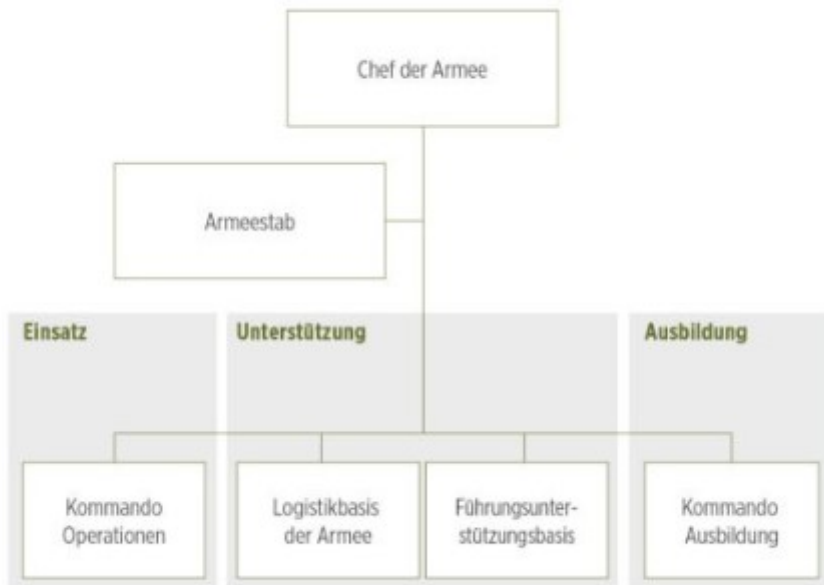 Chef der Armee
Armeestab
Einsatz
Unterstützung
Ausbildung
Kommando
Operationen
Logistikbasis
der Armee
Führungsunter-
stützungsbasis
Kommando
Ausbildung